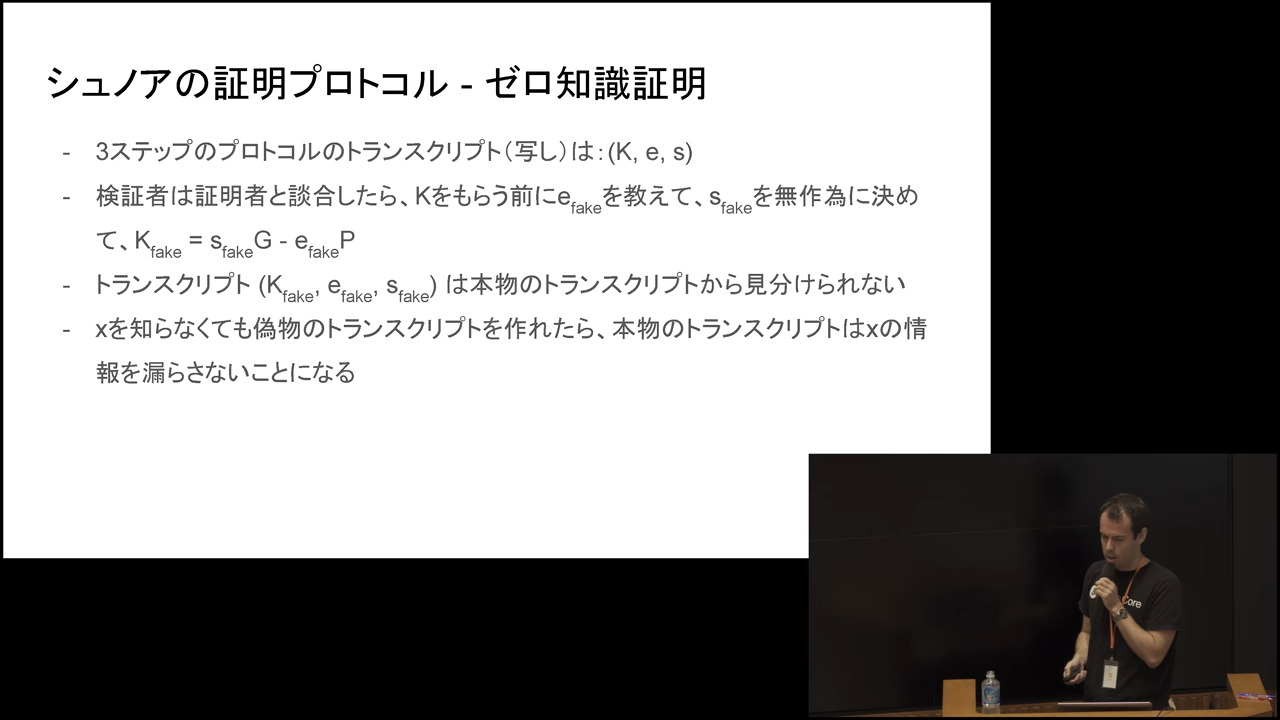 シュノアの証明プロトコル - ゼロ知識証明
- 3ステップのプロトコルのトランスクリプト（写し）は：(K, e, s)
- 検証者は証明者と談合したら、Kをもらう前にefakeを教えて、sfakeを無作為に決め
て、Kfake = sfakeG - efakeP
- トランスクリプト (Kfake, efake, sfake) は本物のトランスクリプトから見分けられない
- xを知らなくても偽物のトランスクリプトを作れたら、本物のトランスクリプトはxの情
報を漏らさないことになる
Core